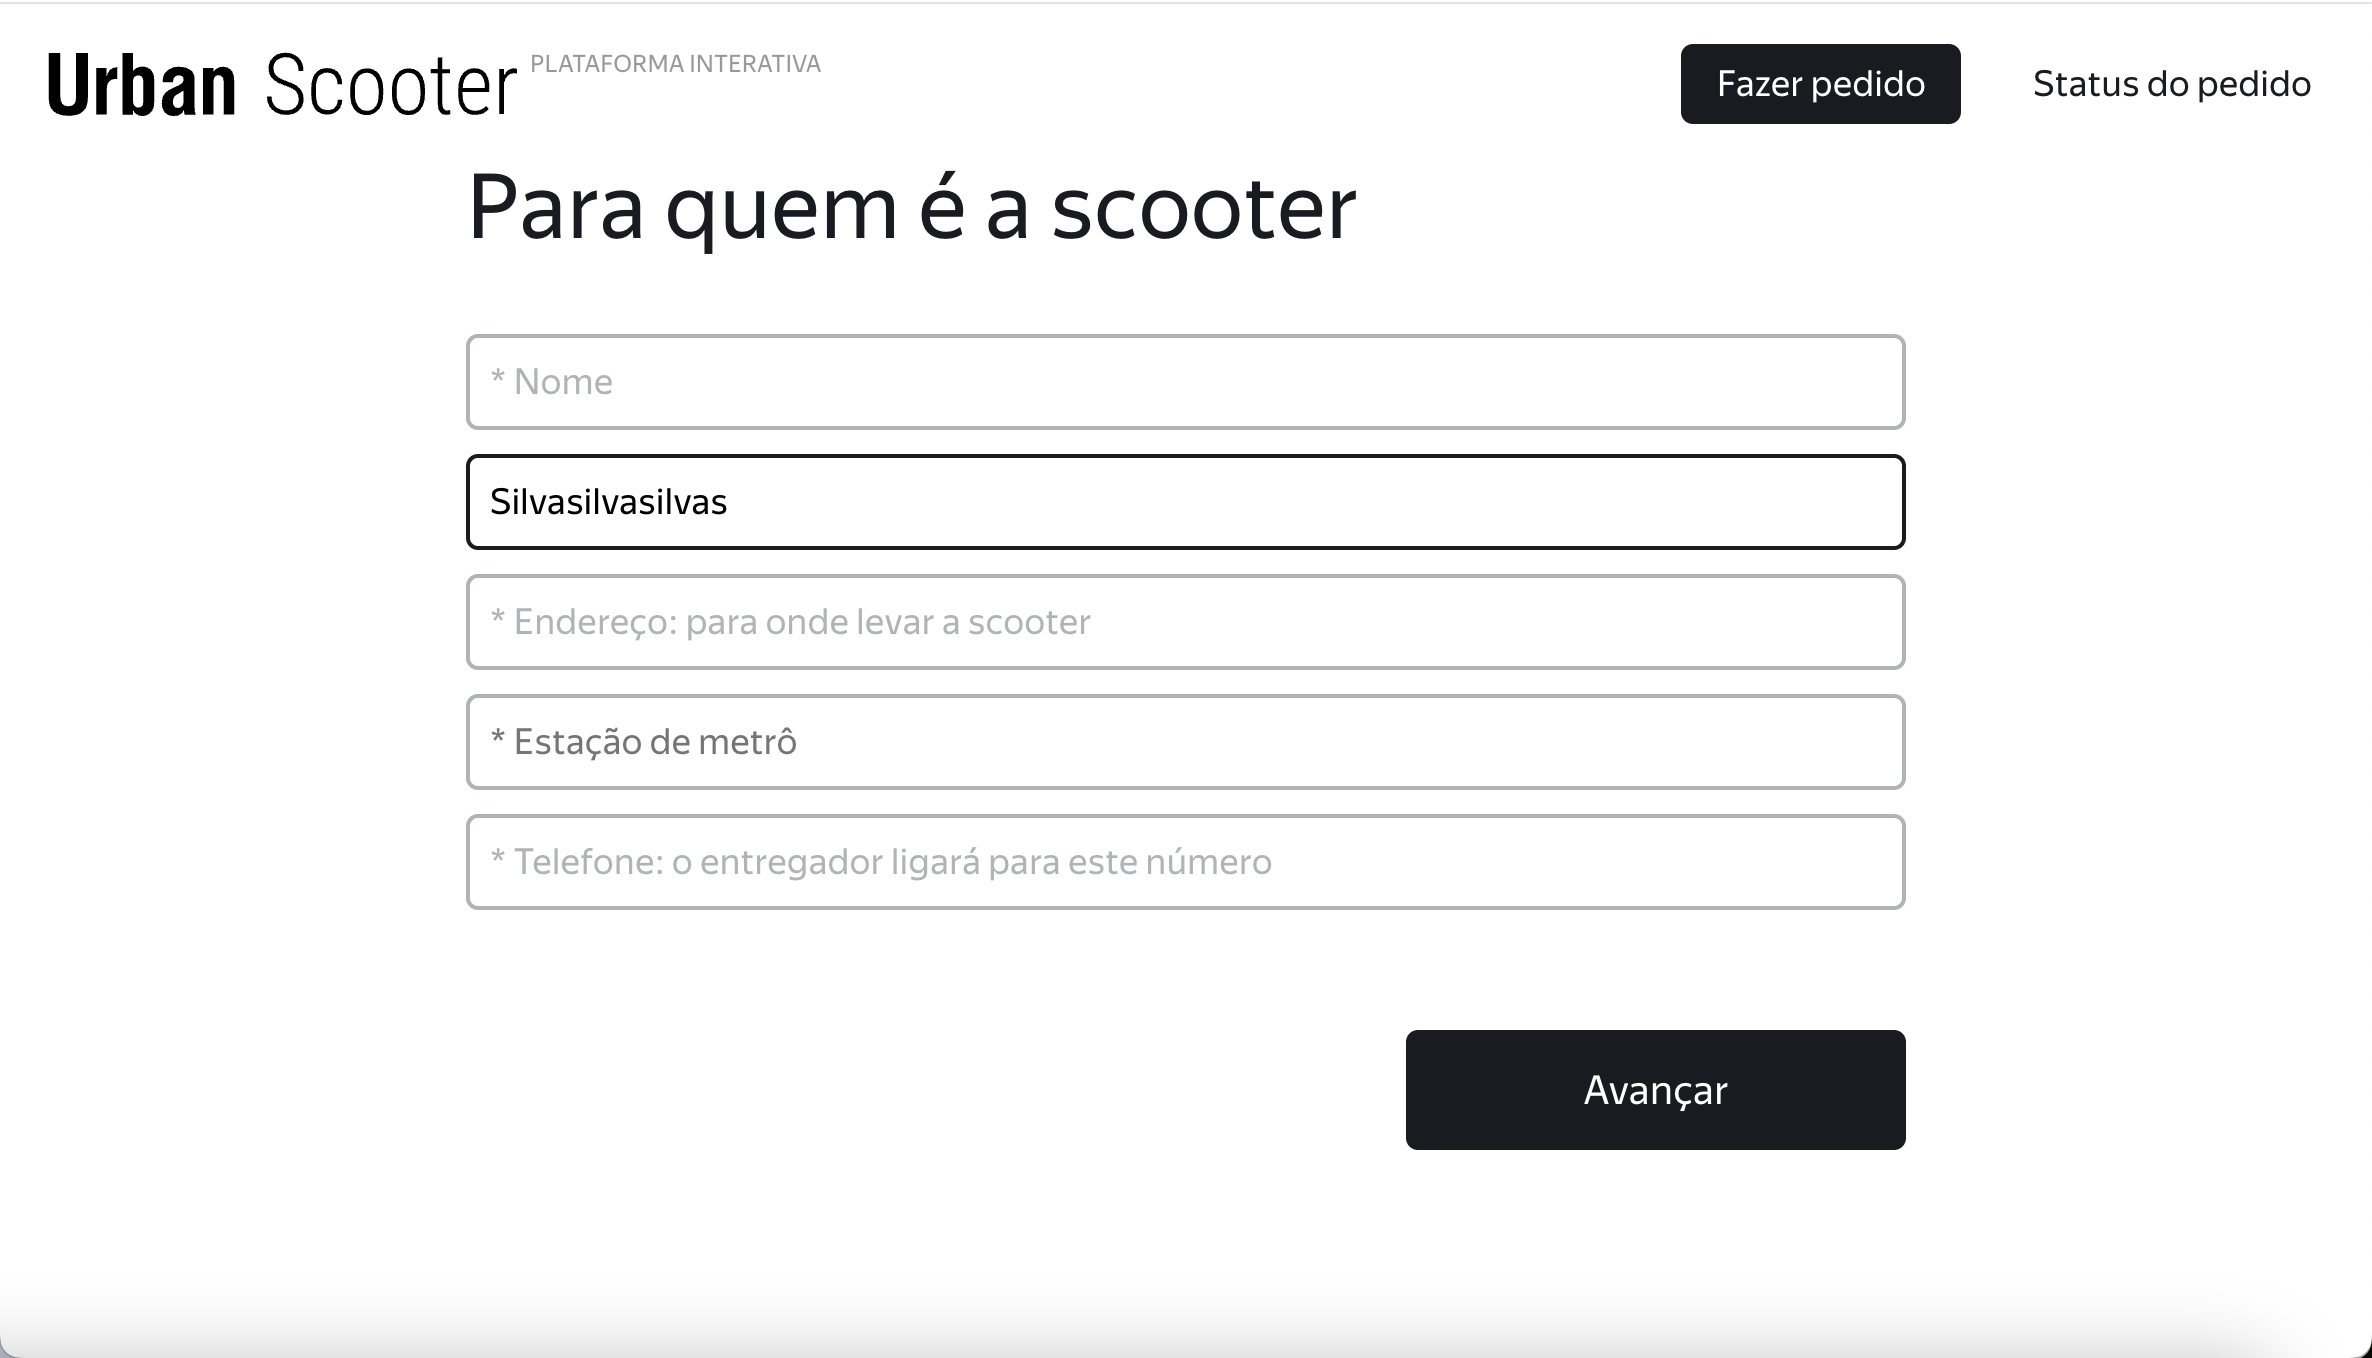 Urban Scooter PLATAFORMA INTERATIVA
Fazer pedido
Status do pedido
Para quem é a scooter
* Nome
Silvasilvasilvas
* Endereço: para onde levar a scooter
* Estação de metrô
* Telefone: o entregador ligará para este número
Avançar